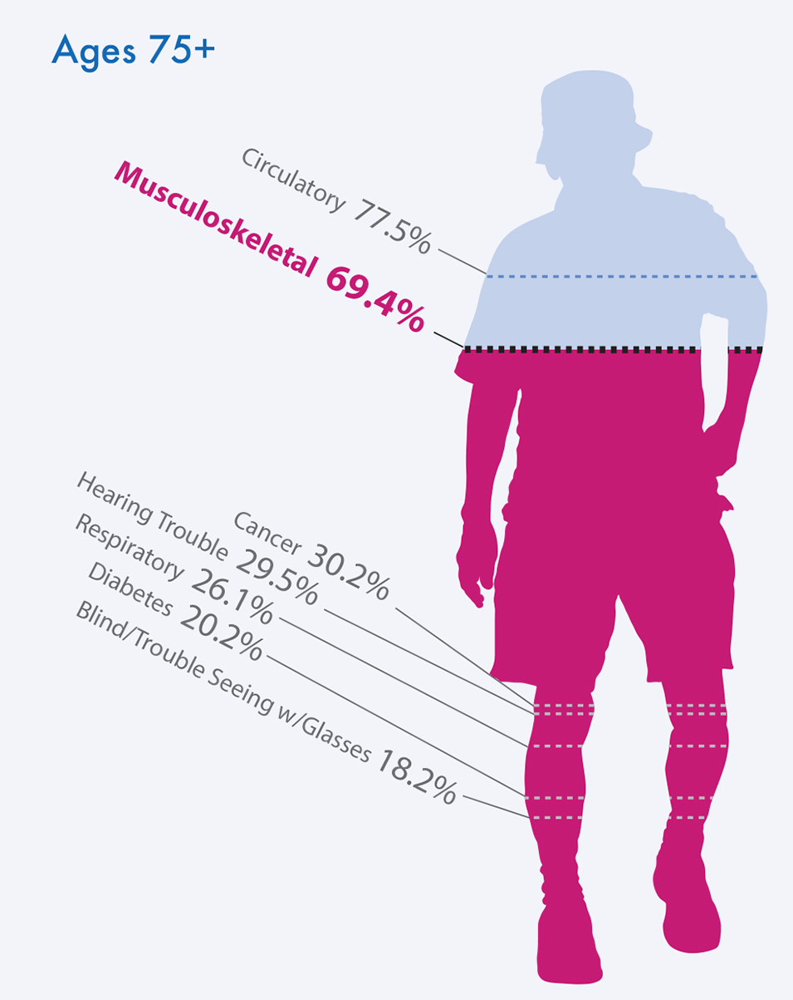 Ages 75+
Circulatory 77.5%
Musculoskeletal 69.4%
Cancer 30.2%
Hearing Trouble 29.5%
Respiratory 26.1%
Diabetes 20.2%
Blind/Trouble Seeing w/Glasses 18.2%